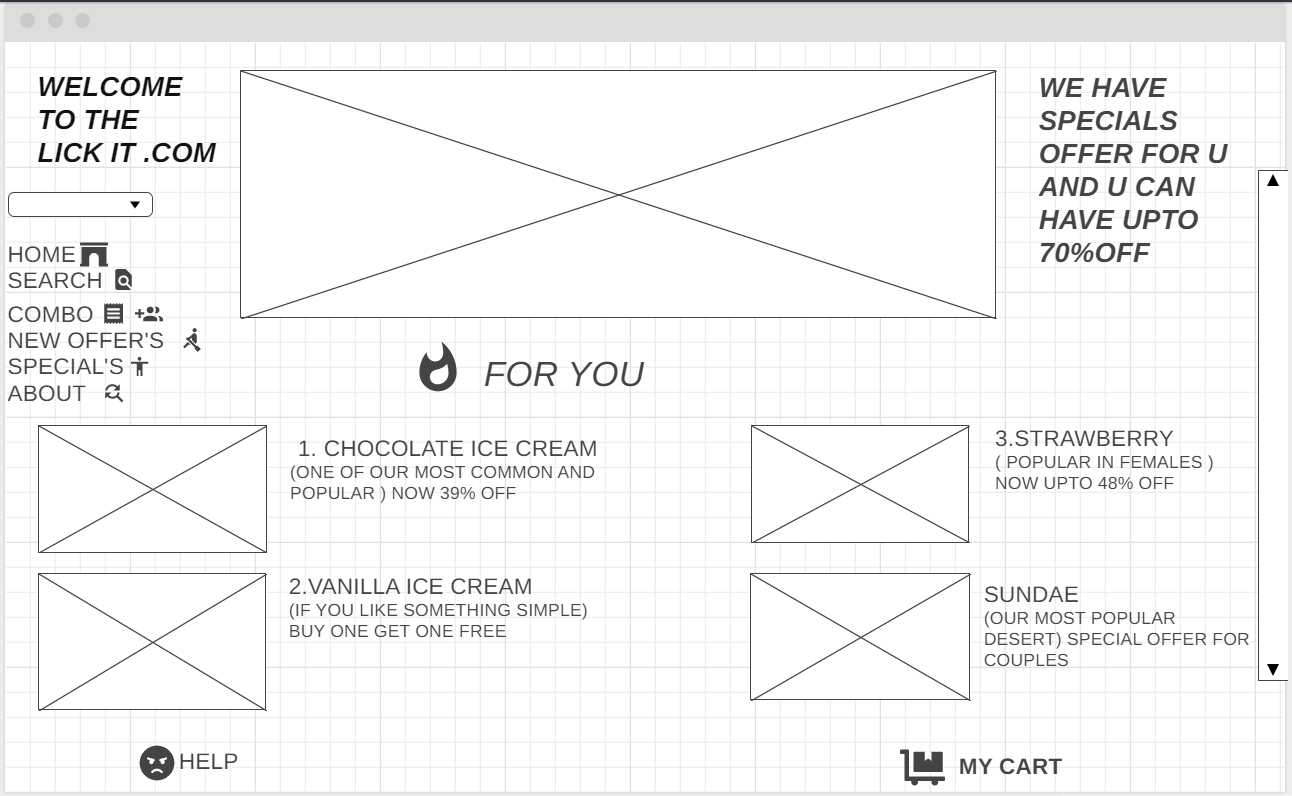 WELCOME
TO THE
LICK IT .COM
WE HAVE
SPECIALS
OFFER FOR U
AND U CAN
HAVE UPTO
70%OFF
HOME
SEARCH
COMBO
NEW OFFER'S
SPECIAL'S
ABOUT
FOR YOU
1. CHOCOLATE ICE CREAM
(ONE OF OUR MOST COMMON AND
POPULAR ) NOW 39% OFF
3.STRAWBERRY
( POPULAR IN FEMALES )
NOW UPTO 48% OFF
2.VANILLA ICE CREAM
(IF YOU LIKE SOMETHING SIMPLE)
BUY ONE GET ONE FREE
SUNDAE
(OUR MOST POPULAR
DESERT) SPECIAL OFFER FOR
COUPLES
HELP
MY CART